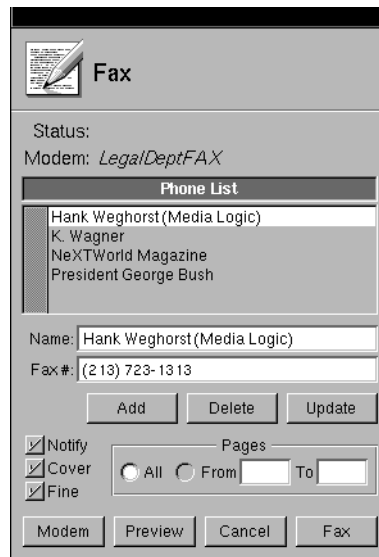 Fax
Status:
Modem: LegalDeptFAX
Phone List
Hank Weghorst (Media Logic)
K. Wagner
NeXTWorld Magazine
President George Bush
Name: Hank Weghorst (Media Logic)
Fax#: (213) 723-1313
Add Delete Update
Notify Pages
Cover All From To
Fine
Modem Preview Cancel Fax